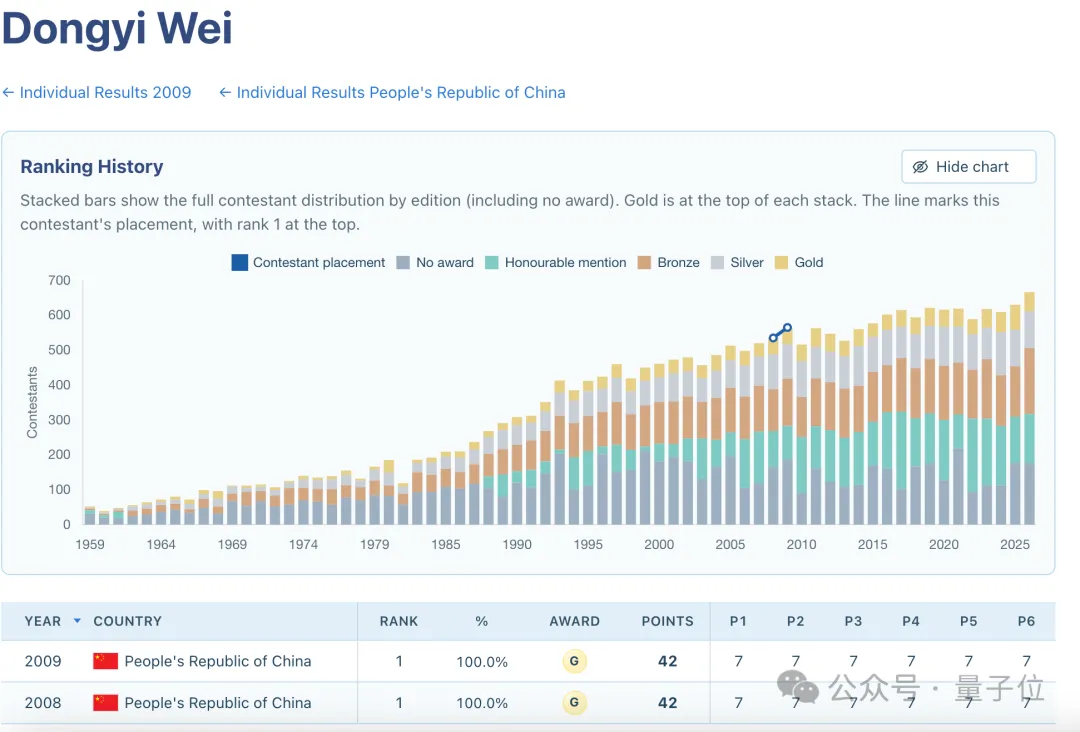 Dongyi Wei
← Individual Results 2009 ← Individual Results People's Republic of China
Ranking History
Hide chart
Stacked bars show the full contestant distribution by edition (including no award). Gold is at the top of each stack. The line marks this
contestant's placement, with rank 1 at the top.
Contestant placement No award Honourable mention Bronze Silver Gold
Contestants
700
600
500
400
300
200
100
0
1959 1964 1969 1974 1979 1985 1990 1995 2000 2005 2010 2015 2020 2025
YEAR COUNTRY RANK % AWARD POINTS P1 P2 P3 P4 P5 P6
2009 People's Republic of China 1 100.0% G 42 7 7 7 7 7 7
2008 People's Republic of China 1 100.0% G 42 7 7 7 7 7 7
公众号 · 量子位